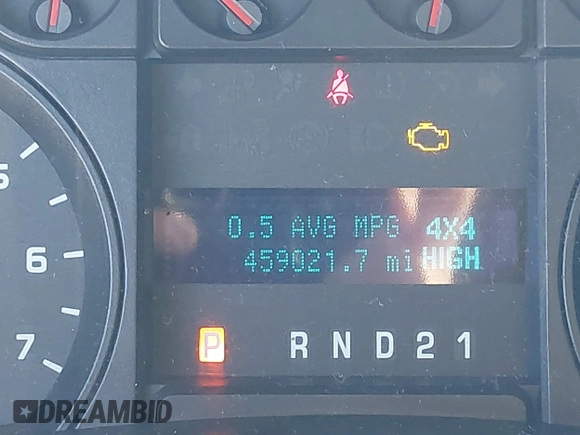 5
6
7
0.5 AVG MPG
459021.7 mi
4X4
HIGH
P R N D 2 1
DREAMBID